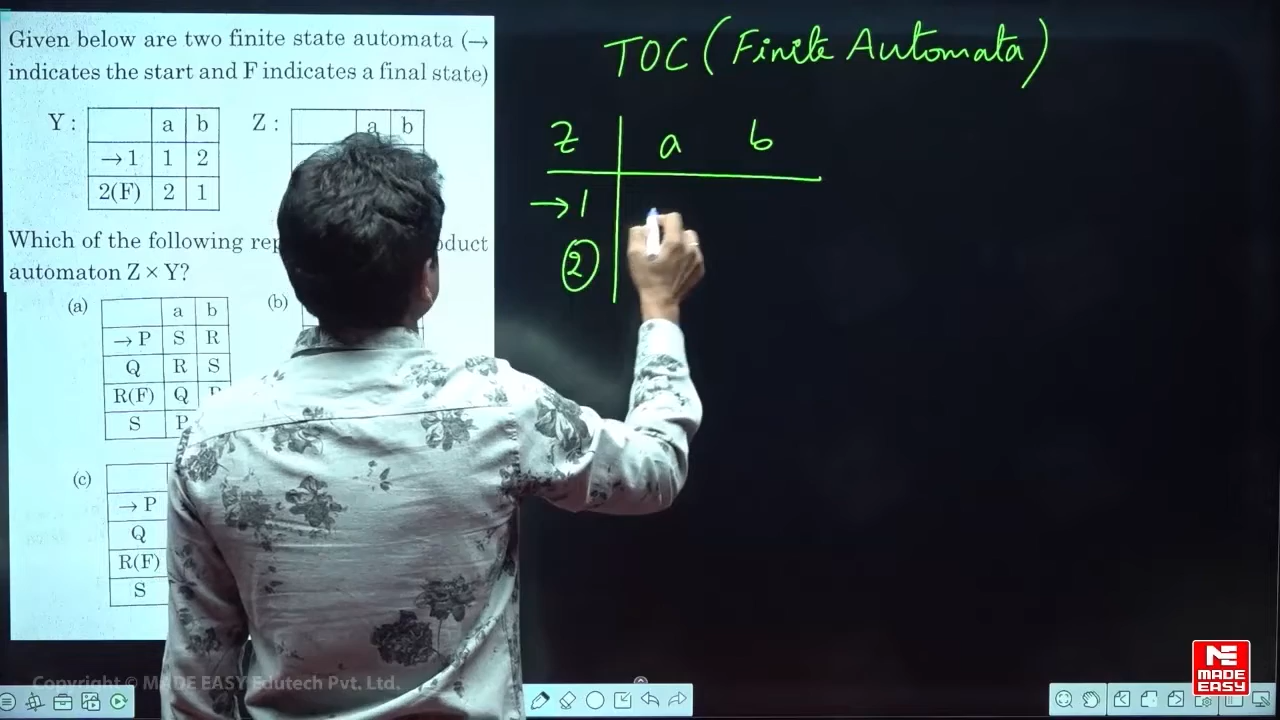 Given below are two finite state automata (→
indicates the start and F indicates a final state)
Y : a b
→1 1 2
2(F) 2 1
Z : a b
Which of the following rep oduct
automaton Z × Y?
(a) a b
→ P S R
Q R S
R(F) Q
S P
(b)
(c)
→ P
Q
R(F)
S
TOC (Finite Automata)
Z a b
→1
2
Copyright © MADE EASY Edutech Pvt. Ltd.
ME
MADE
EASY